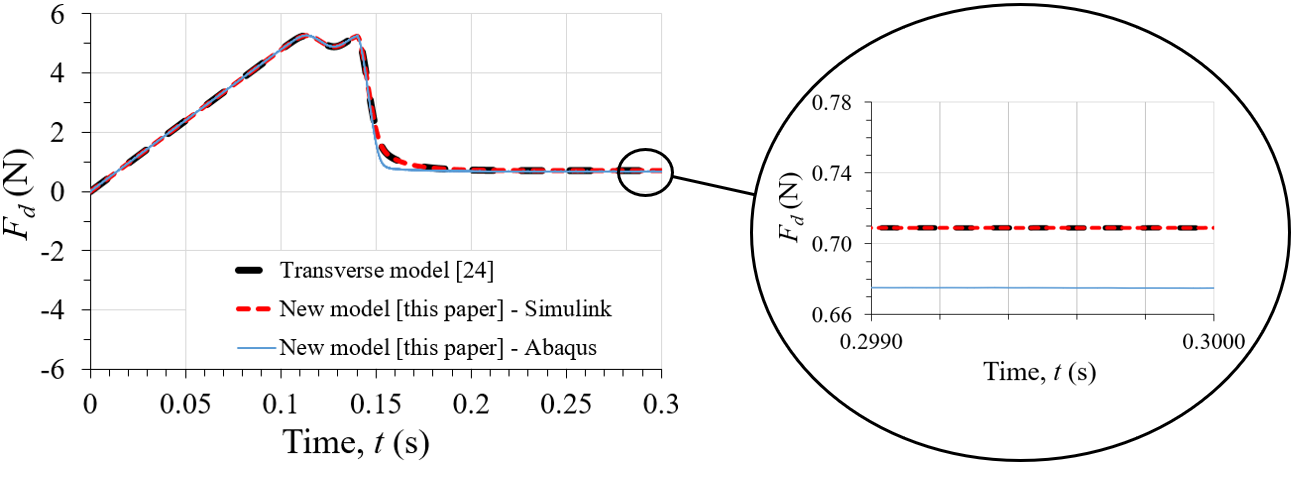 6
4
2
0
-2
-4
-6
F_d (N)
0
0.05
0.1
0.15
0.2
0.25
0.3
Time, t (s)
Transverse model [24]
New model [this paper] - Simulink
New model [this paper] - Abaqus
0.78
0.74
0.70
0.66
F_d (N)
0.2990
0.3000
Time, t (s)